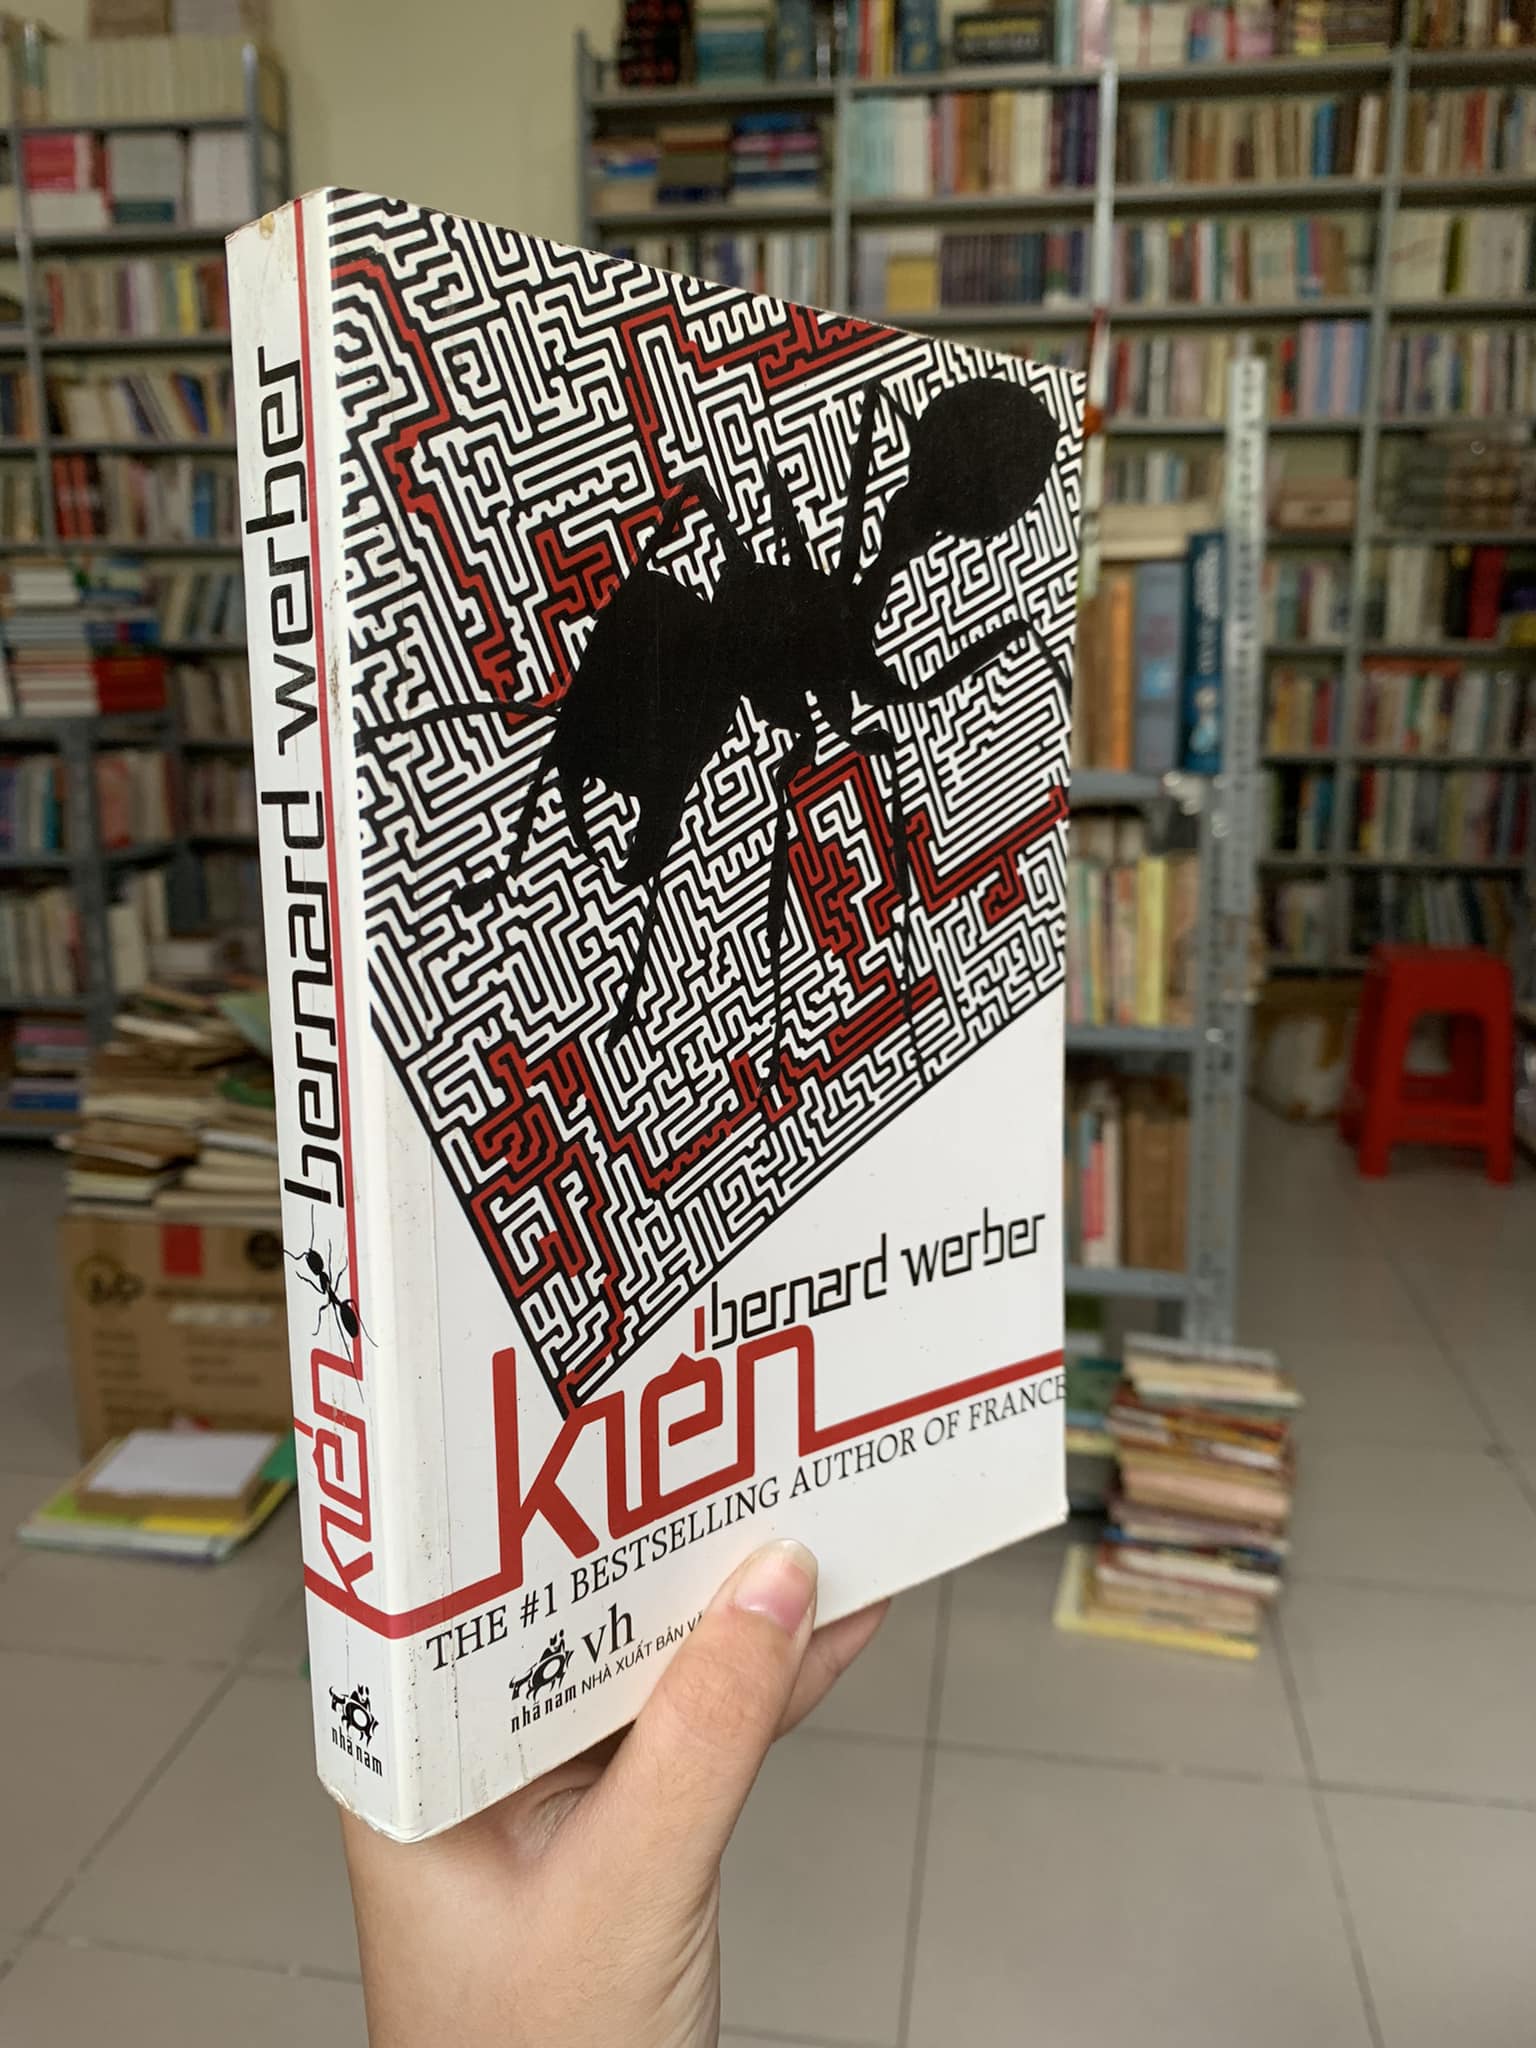 bernard werber
kiến
nhã nam
bernard werber
kiến
THE #1 BESTSELLING AUTHOR OF FRANCE
vh
nhã nam
NHÀ XUẤT BẢN